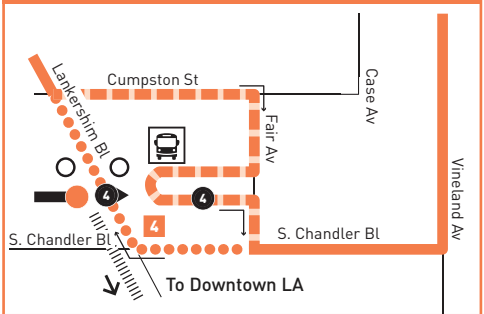 Cumpston St
Lankershim Bl
Case Av
Fair Av
Vineland Av
4
4
4
S. Chandler Bl
S. Chandler Bl
To Downtown LA